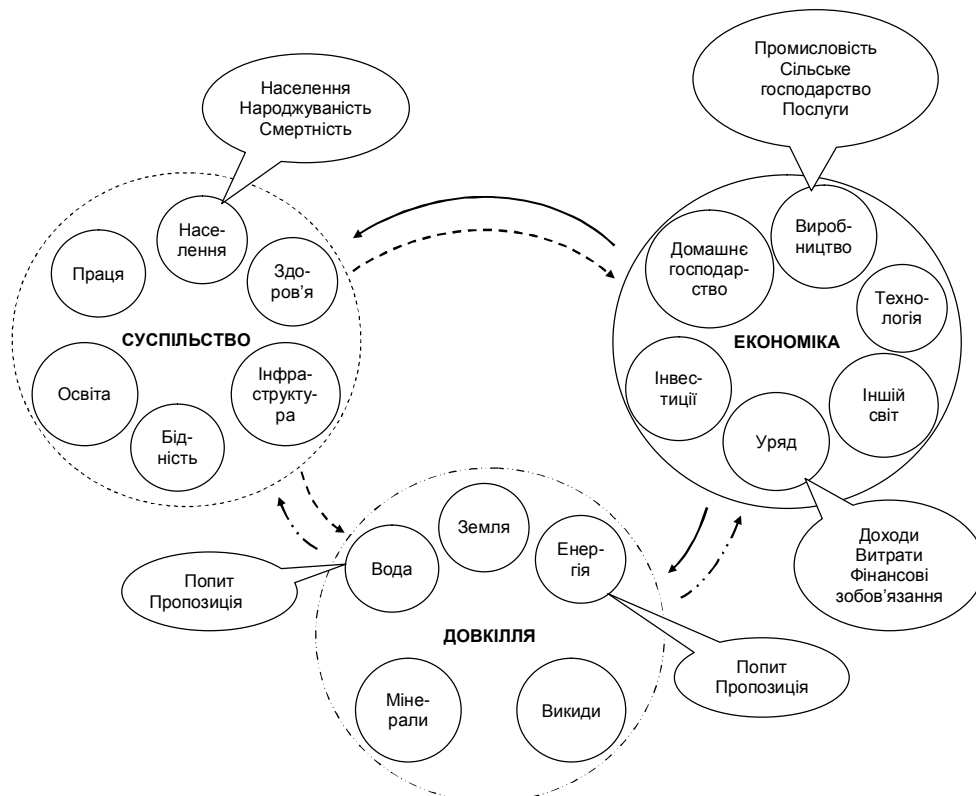 Промисловість
Сільське
господарство
Послуги
Населення
Народжуваність
Смертність
Насе-
лення
Праця
Здо-
ров’я
СУСПІЛЬСТВО
Освіта
Інфра-
структу-
ра
Бід-
ність
Домашнє
господар-
ство
Вироб-
ництво
Техно-
логія
ЕКОНОМІКА
Інвес-
тиції
Іншій
світ
Уряд
Доходи
Витрати
Фінансові
зобов’язання
Попит
Пропозиція
Вода
Земля
Енер-
гія
ДОВКІЛЛЯ
Міне-
рали
Викиди
Попит
Пропозиція